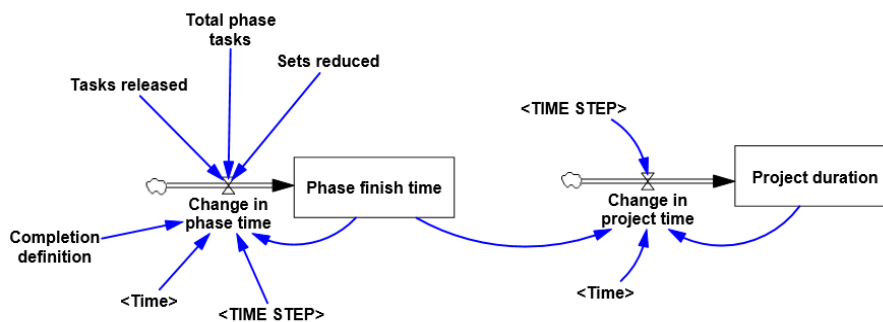 Total phase
tasks
Sets reduced
Tasks released
<TIME STEP>
Phase finish time
Project duration
Change in
phase time
Change in
project time
Completion
definition
<Time>
<TIME STEP>
<Time>